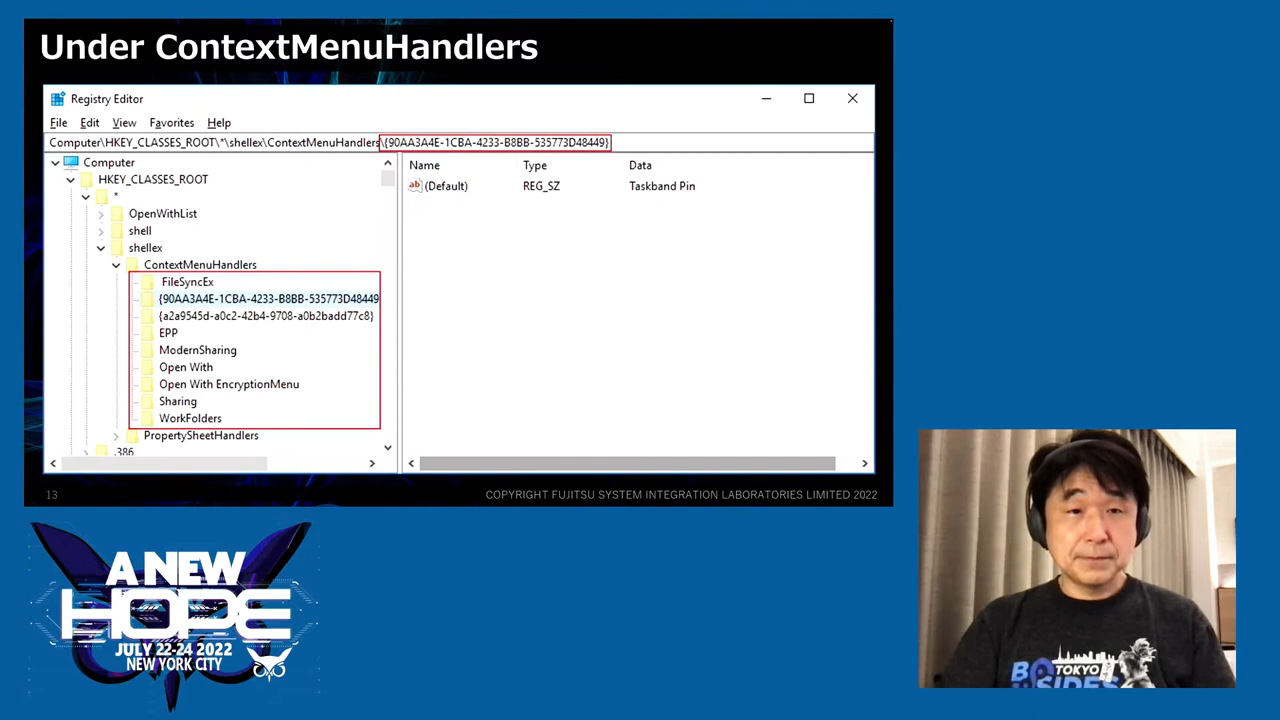 Under ContextMenuHandlers
Registry Editor
File Edit View Favorites Help
Computer\HKEY_CLASSES_ROOT\*\shellex\ContextMenuHandlers\{90AA3A4E-1CBA-4233-B8BB-535773D48449}
Computer
HKEY_CLASSES_ROOT
*
OpenWithList
shell
shellex
ContextMenuHandlers
FileSyncEx
{90AA3A4E-1CBA-4233-B8BB-535773D48449
{a2a9545d-a0c2-42b4-9708-a0b2badd77c8}
EPP
ModernSharing
Open With
Open With EncryptionMenu
Sharing
WorkFolders
PropertySheetHandlers
.386
Name Type Data
ab (Default) REG_SZ Taskband Pin
13
COPYRIGHT FUJITSU SYSTEM INTEGRATION LABORATORIES LIMITED 2022
A NEW
HOPE
JULY 22-24 2022
NEW YORK CITY
TOKYO
BSIDES